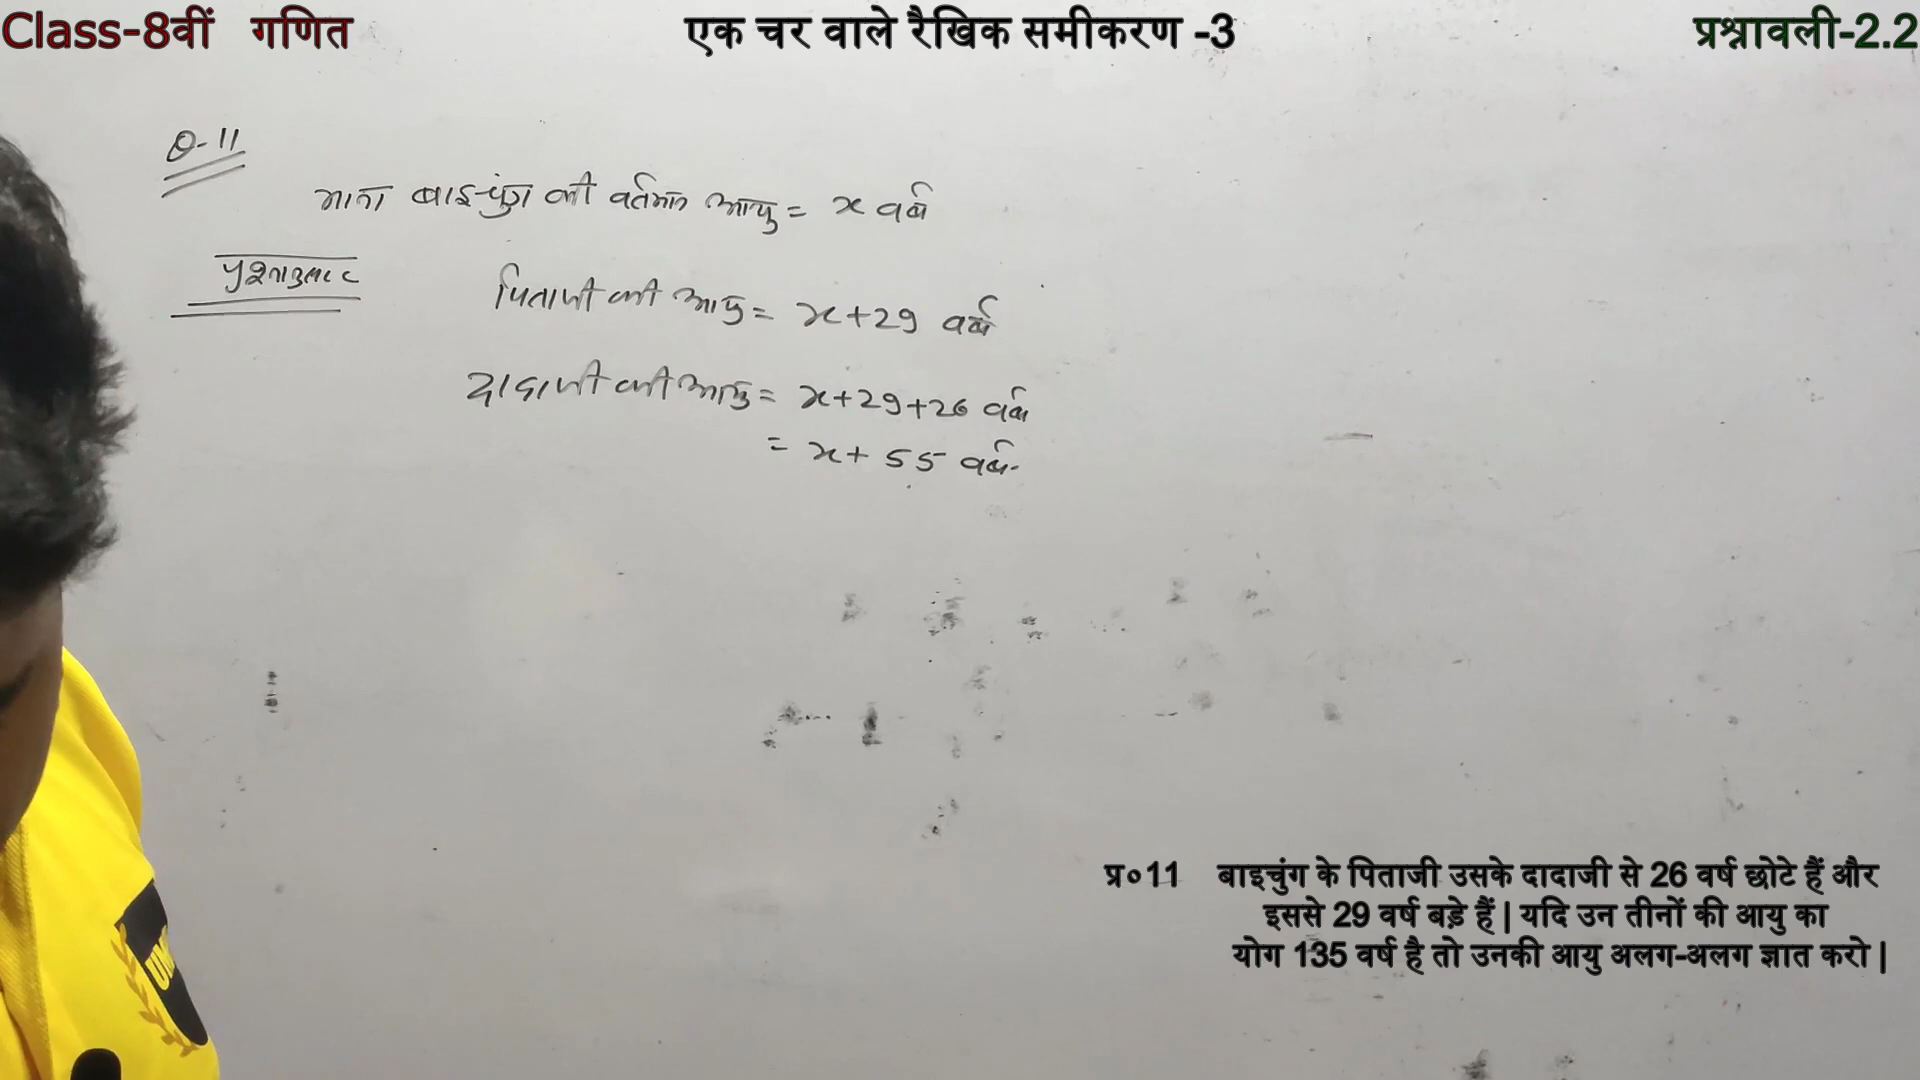 Class-8वीं गणित
एक चर वाले रैखिक समीकरण -3
प्रश्नावली-2.2
Q-11
माना बाइचुंग की वर्तमान आयु = x वर्ष
प्रश्नानुसार
पिताजी की आयु = x+29 वर्ष
दादाजी की आयु = x+29+26 वर्ष
= x+55 वर्ष
प्र०11 बाइचुंग के पिताजी उसके दादाजी से 26 वर्ष छोटे हैं और
इससे 29 वर्ष बड़े हैं | यदि उन तीनों की आयु का
योग 135 वर्ष है तो उनकी आयु अलग-अलग ज्ञात करो |